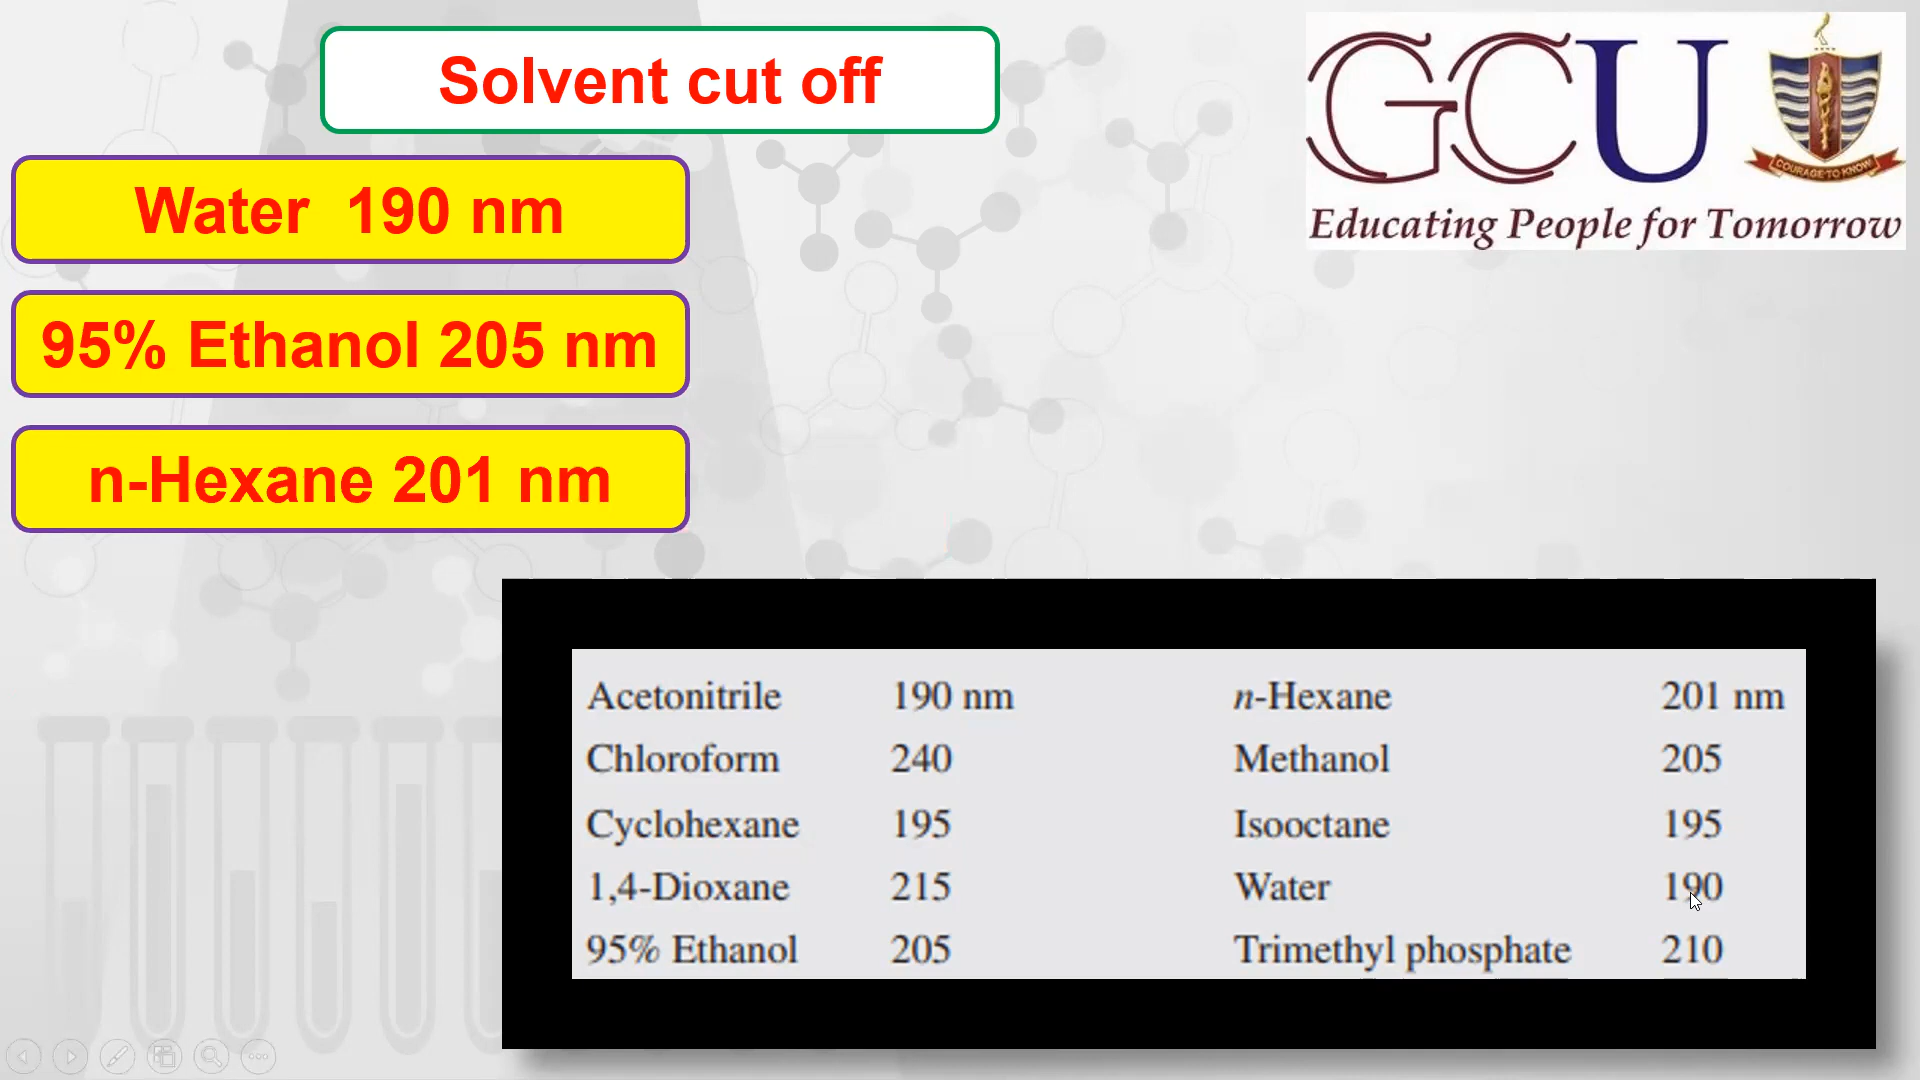 Solvent cut off
GCU
COURAGE TO KNOW
Educating People for Tomorrow
Water 190 nm
95% Ethanol 205 nm
n-Hexane 201 nm
Acetonitrile 190 nm n-Hexane 201 nm
Chloroform 240 Methanol 205
Cyclohexane 195 Isooctane 195
1,4-Dioxane 215 Water 190
95% Ethanol 205 Trimethyl phosphate 210